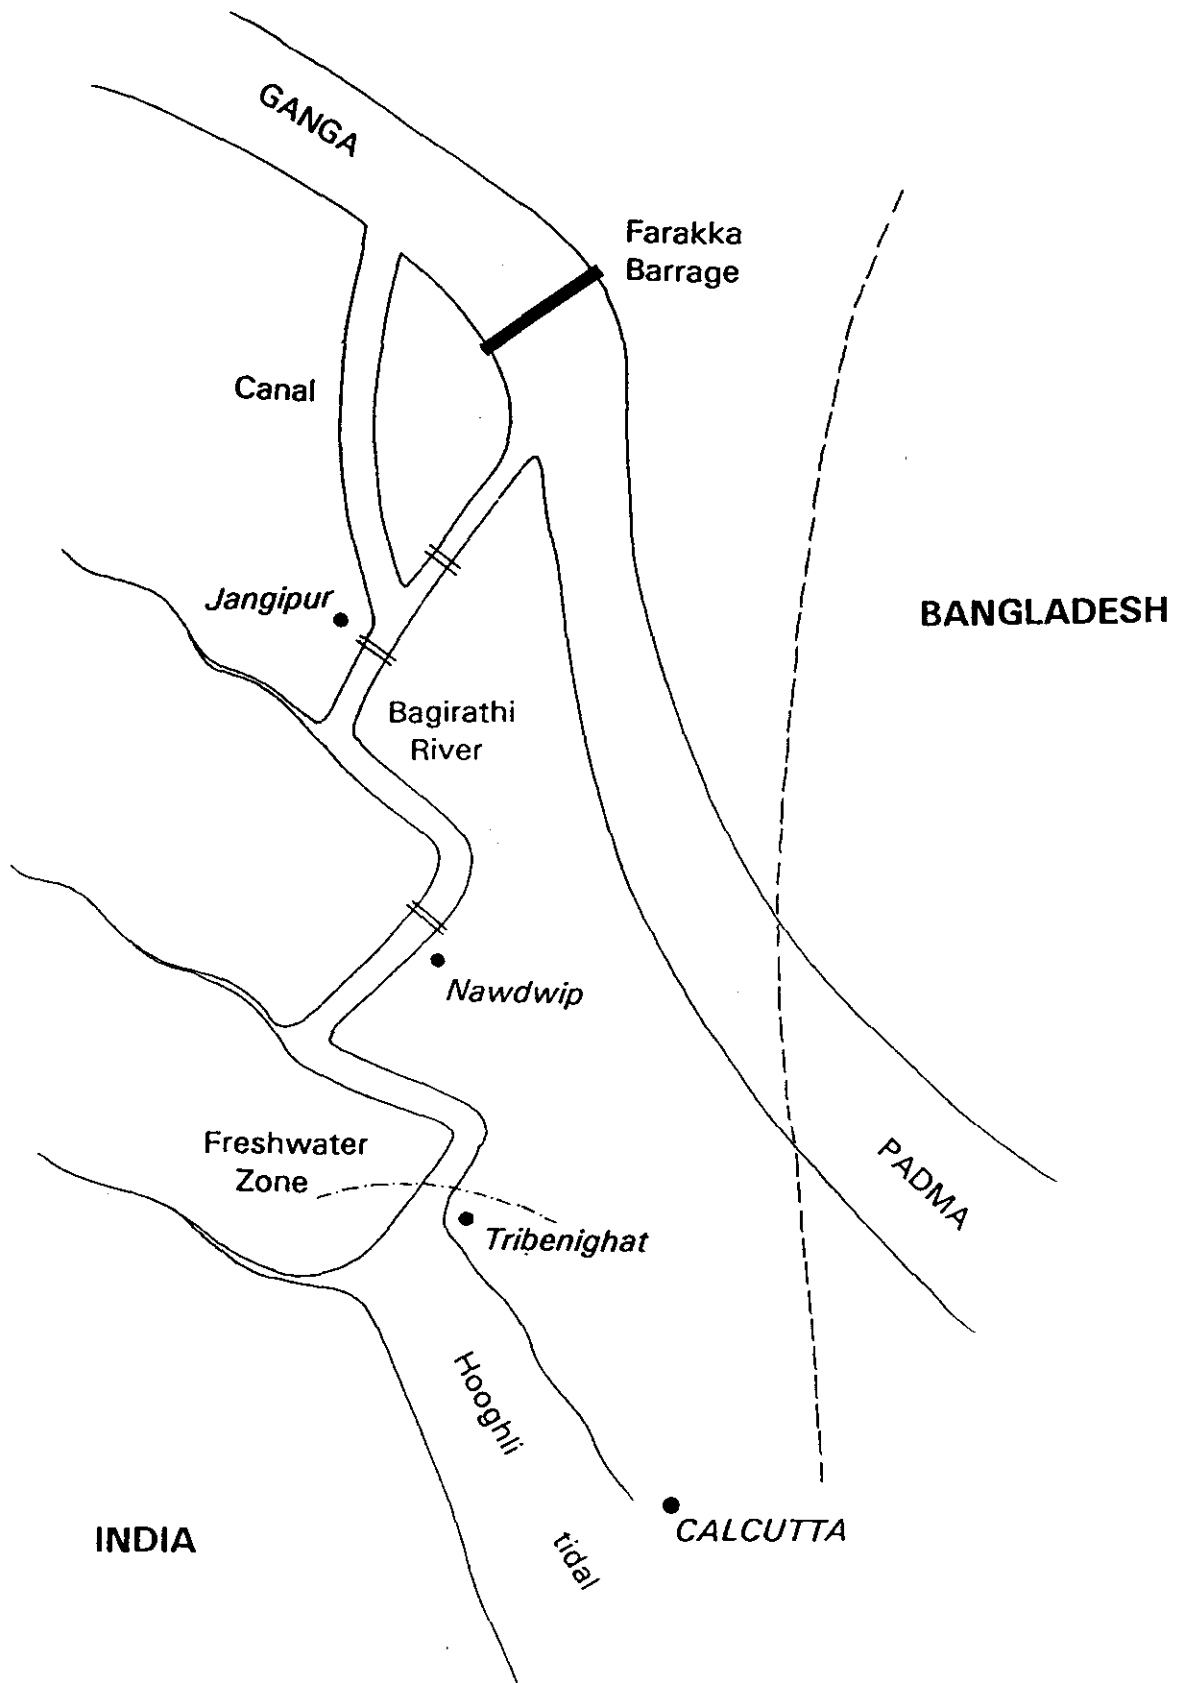 GANGA
Farakka
Barrage
Canal
Jangipur
BANGLADESH
Bagirathi
River
Nawdwip
Freshwater
Zone
PADMA
Tribenighat
Hooghli
CALCUTTA
INDIA
tidal